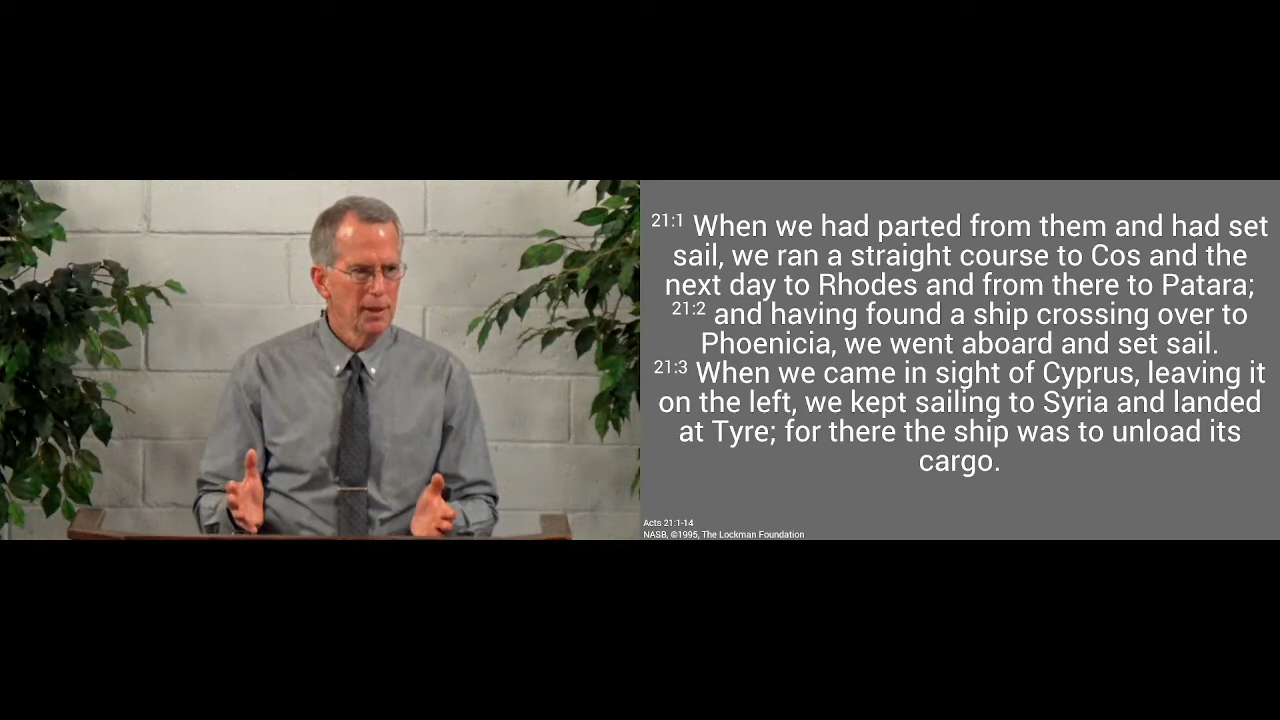 21:1 When we had parted from them and had set
sail, we ran a straight course to Cos and the
next day to Rhodes and from there to Patara;
21:2 and having found a ship crossing over to
Phoenicia, we went aboard and set sail.
21:3 When we came in sight of Cyprus, leaving it
on the left, we kept sailing to Syria and landed
at Tyre; for there the ship was to unload its
cargo.
Acts 21:1-14
NASB, ©1995, The Lockman Foundation